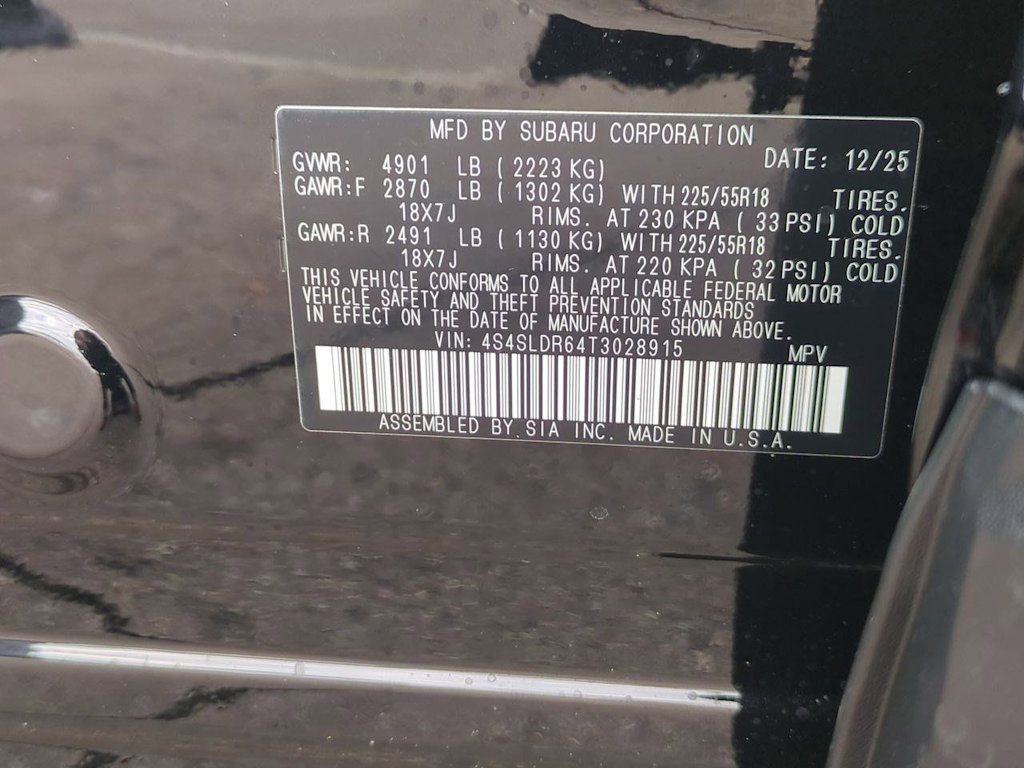 MFD BY SUBARU CORPORATION
GVWR: 4901 LB ( 2223 KG) DATE: 12/25
GAWR:F 2870 LB ( 1302 KG) WITH 225/55R18 TIRES.
18X7J RIMS. AT 230 KPA ( 33 PSI) COLD
GAWR:R 2491 LB ( 1130 KG) WITH 225/55R18 TIRES.
18X7J RIMS. AT 220 KPA ( 32 PSI) COLD
THIS VEHICLE CONFORMS TO ALL APPLICABLE FEDERAL MOTOR
VEHICLE SAFETY AND THEFT PREVENTION STANDARDS
IN EFFECT ON THE DATE OF MANUFACTURE SHOWN ABOVE.
VIN: 4S4SLDR64T3028915 MPV
ASSEMBLED BY SIA INC. MADE IN U.S.A.